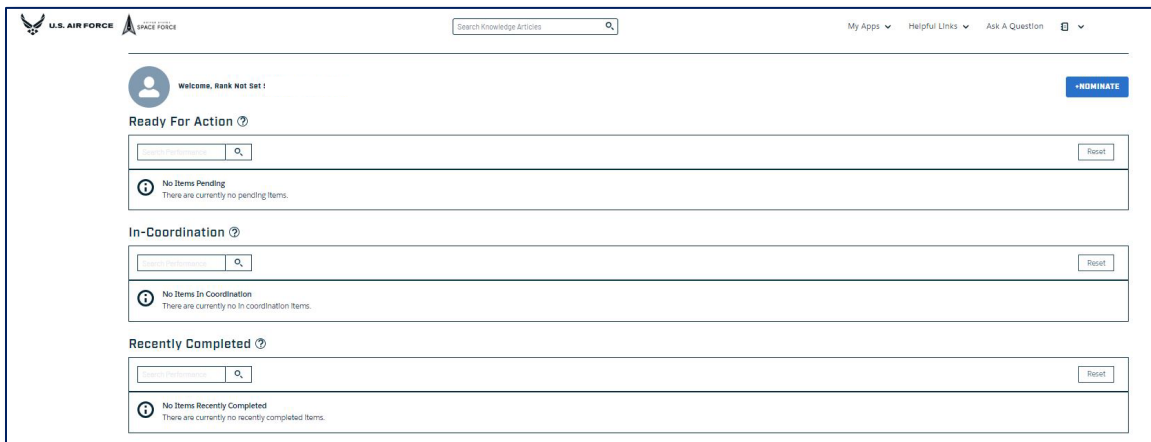 U.S. AIR FORCE
UNITED STATES
SPACE FORCE
Search Knowledge Articles
My Apps
Helpful Links
Ask A Question
Welcome, Rank Not Set !
+NOMINATE
Ready For Action
Search Performance
Reset
No Items Pending
There are currently no pending items.
In-Coordination
Search Performance
Reset
No Items In Coordination
There are currently no in coordination items.
Recently Completed
Search Performance
Reset
No Items Recently Completed
There are currently no recently completed items.